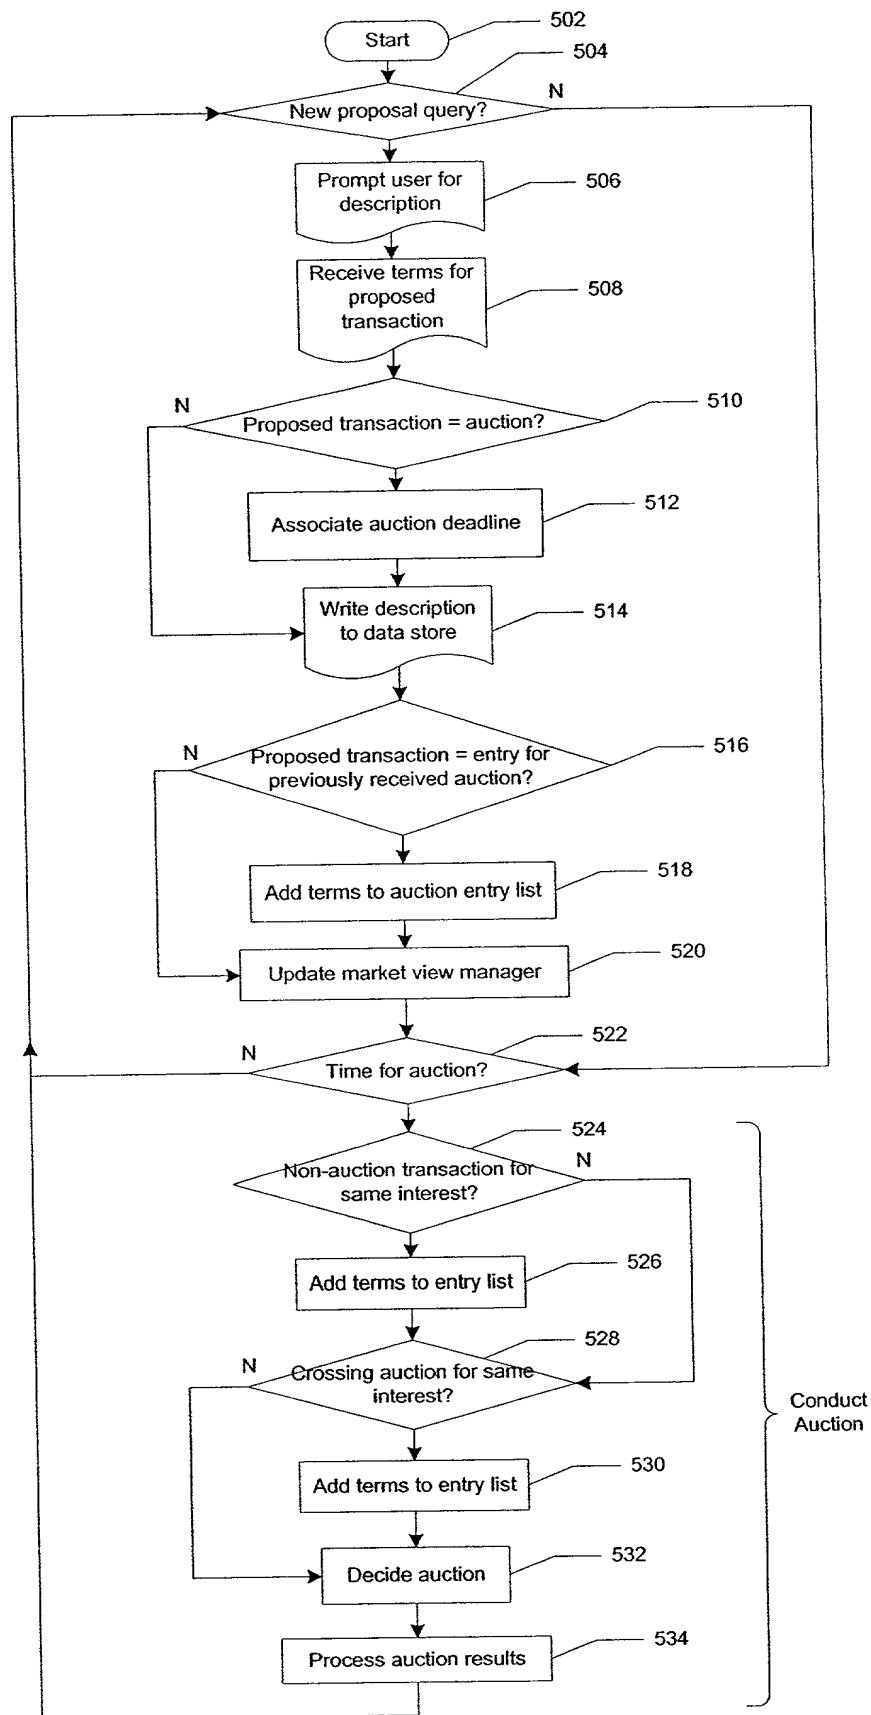 502
Start
504
New proposal query?
N
Prompt user for
description
506
Receive terms for
proposed
transaction
508
N
Proposed transaction = auction?
510
Associate auction deadline
512
Write description
to data store
514
N
Proposed transaction = entry for
previously received auction?
516
Add terms to auction entry list
518
Update market view manager
520
522
N
Time for auction?
524
Non-auction transaction for
same interest?
N
Add terms to entry list
526
528
N
Crossing auction for same
interest?
Conduct
Auction
Add terms to entry list
530
Decide auction
532
Process auction results
534